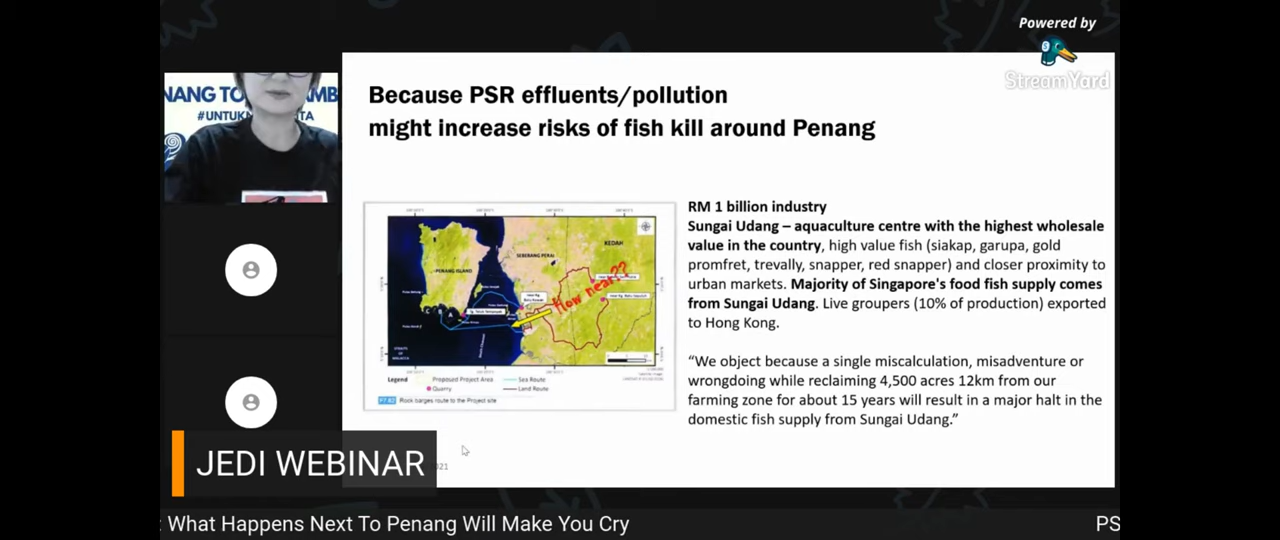 Powered by
StreamYard
Because PSR effluents/pollution
might increase risks of fish kill around Penang
NANG TO
AMB
#UNTUK
TA
RM 1 billion industry
Sungai Udang – aquaculture centre with the highest wholesale
value in the country, high value fish (siakap, garupa, gold
promfret, trevally, snapper, red snapper) and closer proximity to
urban markets. Majority of Singapore's food fish supply comes
from Sungai Udang. Live groupers (10% of production) exported
to Hong Kong.
“We object because a single miscalculation, misadventure or
wrongdoing while reclaiming 4,500 acres 12km from our
farming zone for about 15 years will result in a major halt in the
domestic fish supply from Sungai Udang.”
KEDAH
SEBERANG PERAI
PENANG ISLAND
How near??
C B A
STRAITS OF MALACCA
Legend
Proposed Project Area
Sea Route
Quarry
Land Route
Rock barges route to the Project site
021
JEDI WEBINAR
: What Happens Next To Penang Will Make You Cry
PS